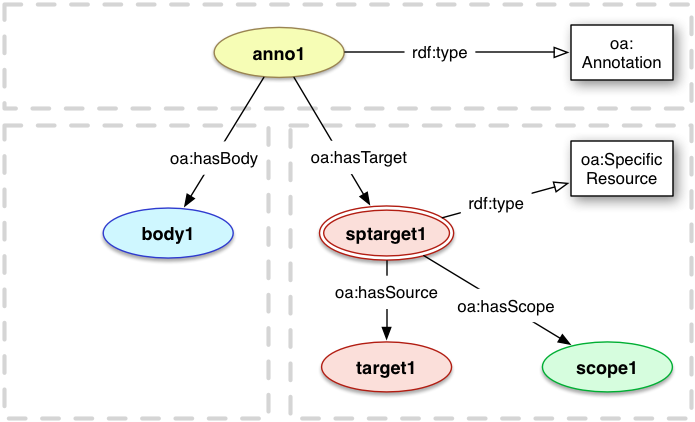 anno1
rdf:type
oa:
Annotation
oa:hasBody
oa:hasTarget
oa:Specific
Resource
rdf:type
body1
sptarget1
oa:hasSource
oa:hasScope
target1
scope1